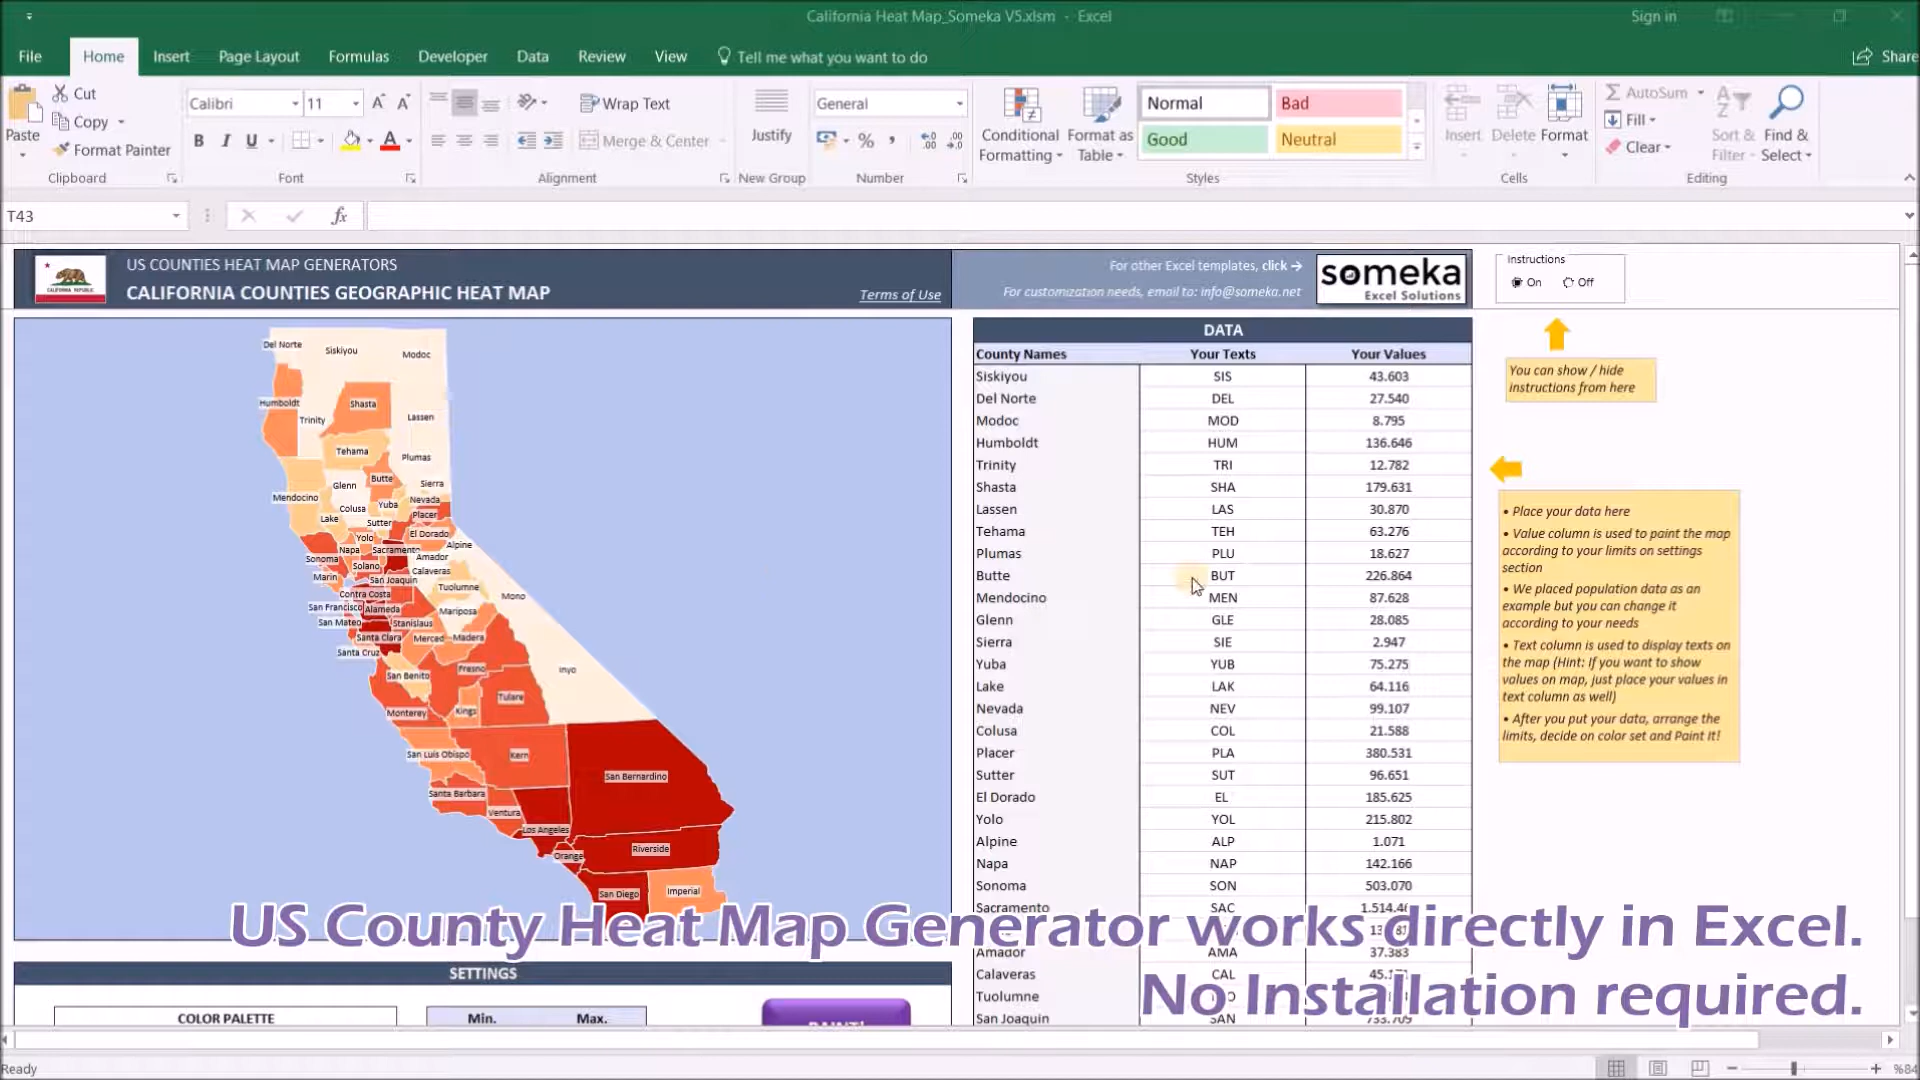 California Heat Map_Someka V5.xlsm - Excel
Sign in
File Home Insert Page Layout Formulas Developer Data Review View Tell me what you want to do
Share
Paste
Cut
Copy
Format Painter
Clipboard
Calibri 11
B I U
Font
Wrap Text
Merge & Center
Alignment
Justify
New Group
General
Number
Conditional Formatting
Format as Table
Normal Bad
Good Neutral
Styles
Insert Delete Format
Cells
AutoSum
Fill
Clear
Sort & Filter
Find & Select
Editing
T43
fx
US COUNTIES HEAT MAP GENERATORS
CALIFORNIA COUNTIES GEOGRAPHIC HEAT MAP
Terms of Use
For other Excel templates, click →
For customization needs, email to: info@someka.net
someka
Excel Solutions
Instructions
On Off
You can show / hide
instructions from here
Del Norte
Siskiyou
Modoc
Humboldt
Trinity
Shasta
Lassen
Tehama
Plumas
Butte
Glenn
Sierra
Mendocino
Nevada
Yuba
Colusa
Placer
Lake
Sutter
El Dorado
Yolo
Alpine
Napa
Sacramento
Amador
Sonoma
Solano
Calaveras
Marin
San Joaquin
Tuolumne
Contra Costa
Mono
San Francisco
Alameda
Mariposa
San Mateo
Stanislaus
Santa Clara
Merced
Madera
Santa Cruz
Fresno
Inyo
San Benito
Tulare
Monterey
Kings
San Luis Obispo
Kern
San Bernardino
Santa Barbara
Ventura
Los Angeles
Orange
Riverside
San Diego
Imperial
DATA
County Names Your Texts Your Values
Siskiyou SIS 43.603
Del Norte DEL 27.540
Modoc MOD 8.795
Humboldt HUM 136.646
Trinity TRI 12.782
Shasta SHA 179.631
Lassen LAS 30.870
Tehama TEH 63.276
Plumas PLU 18.627
Butte BUT 226.864
Mendocino MEN 87.628
Glenn GLE 28.085
Sierra SIE 2.947
Yuba YUB 75.275
Lake LAK 64.116
Nevada NEV 99.107
Colusa COL 21.588
Placer PLA 380.531
Sutter SUT 96.651
El Dorado EL 185.625
Yolo YOL 215.802
Alpine ALP 1.071
Napa NAP 142.166
Sonoma SON 503.070
Sacramento SAC
Amador AMA 37.383
Calaveras CAL
Tuolumne
San Joaquin SAN
• Place your data here
• Value column is used to paint the map
according to your limits on settings
section
• We placed population data as an
example but you can change it
according to your needs
• Text column is used to display texts on
the map (Hint: If you want to show
values on map, just place your values in
text column as well)
• After you put your data, arrange the
limits, decide on color set and Paint It!
US County Heat Map Generator works directly in Excel.
No Installation required.
SETTINGS
COLOR PALETTE
Min. Max.
Ready
%84